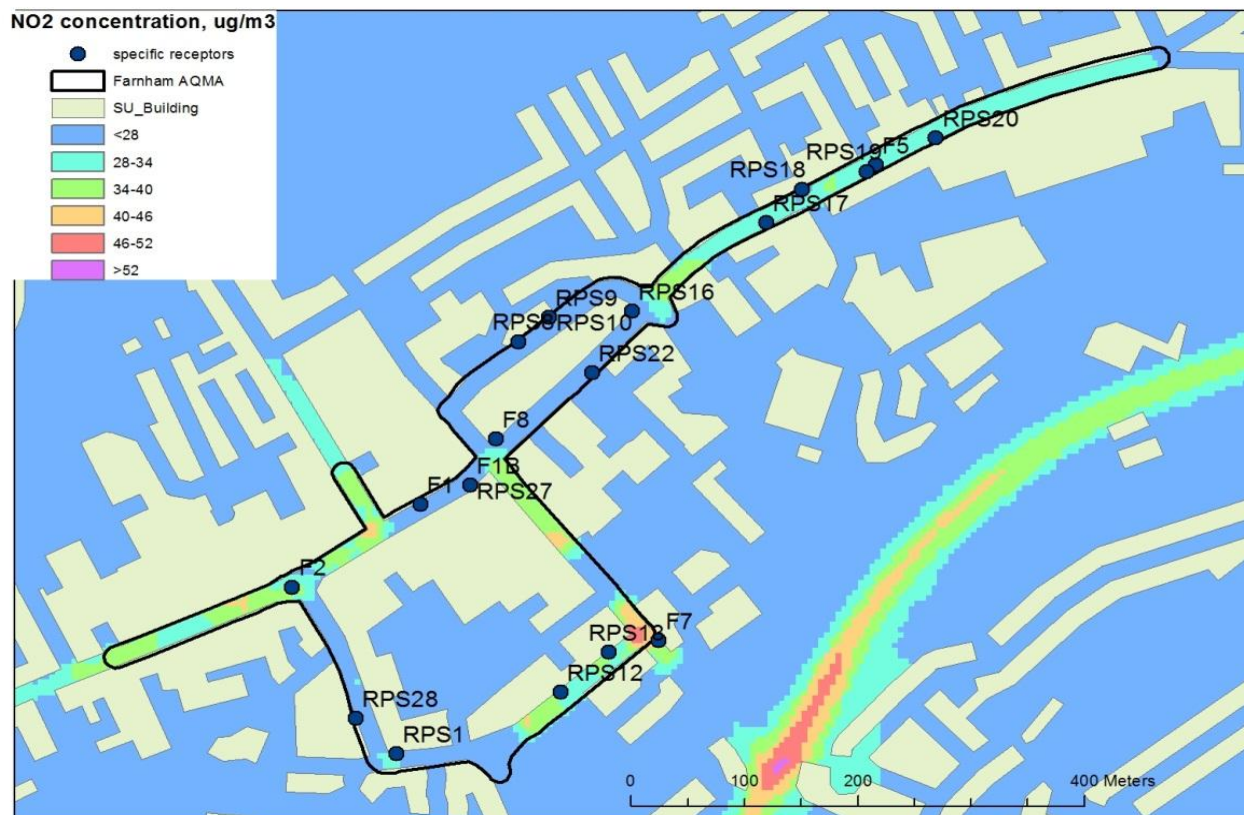 NO2 concentration, ug/m3
specific receptors
Farnham AQMA
SU_Building
<28
28-34
34-40
40-46
46-52
>52
RPS20
RPS19
F5
RPS18
RPS17
RPS9
RPS16
RPS8
RPS10
RPS22
F8
F1B
F1
RPS27
F2
F7
RPS13
RPS12
RPS28
RPS1
0 100 200 400 Meters